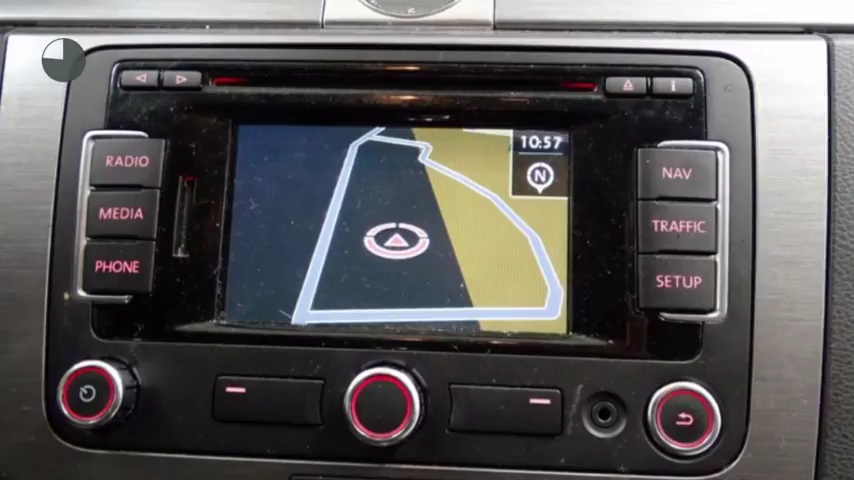 RADIO
MEDIA
PHONE
10:57
N
NAV
TRAFFIC
SETUP
i